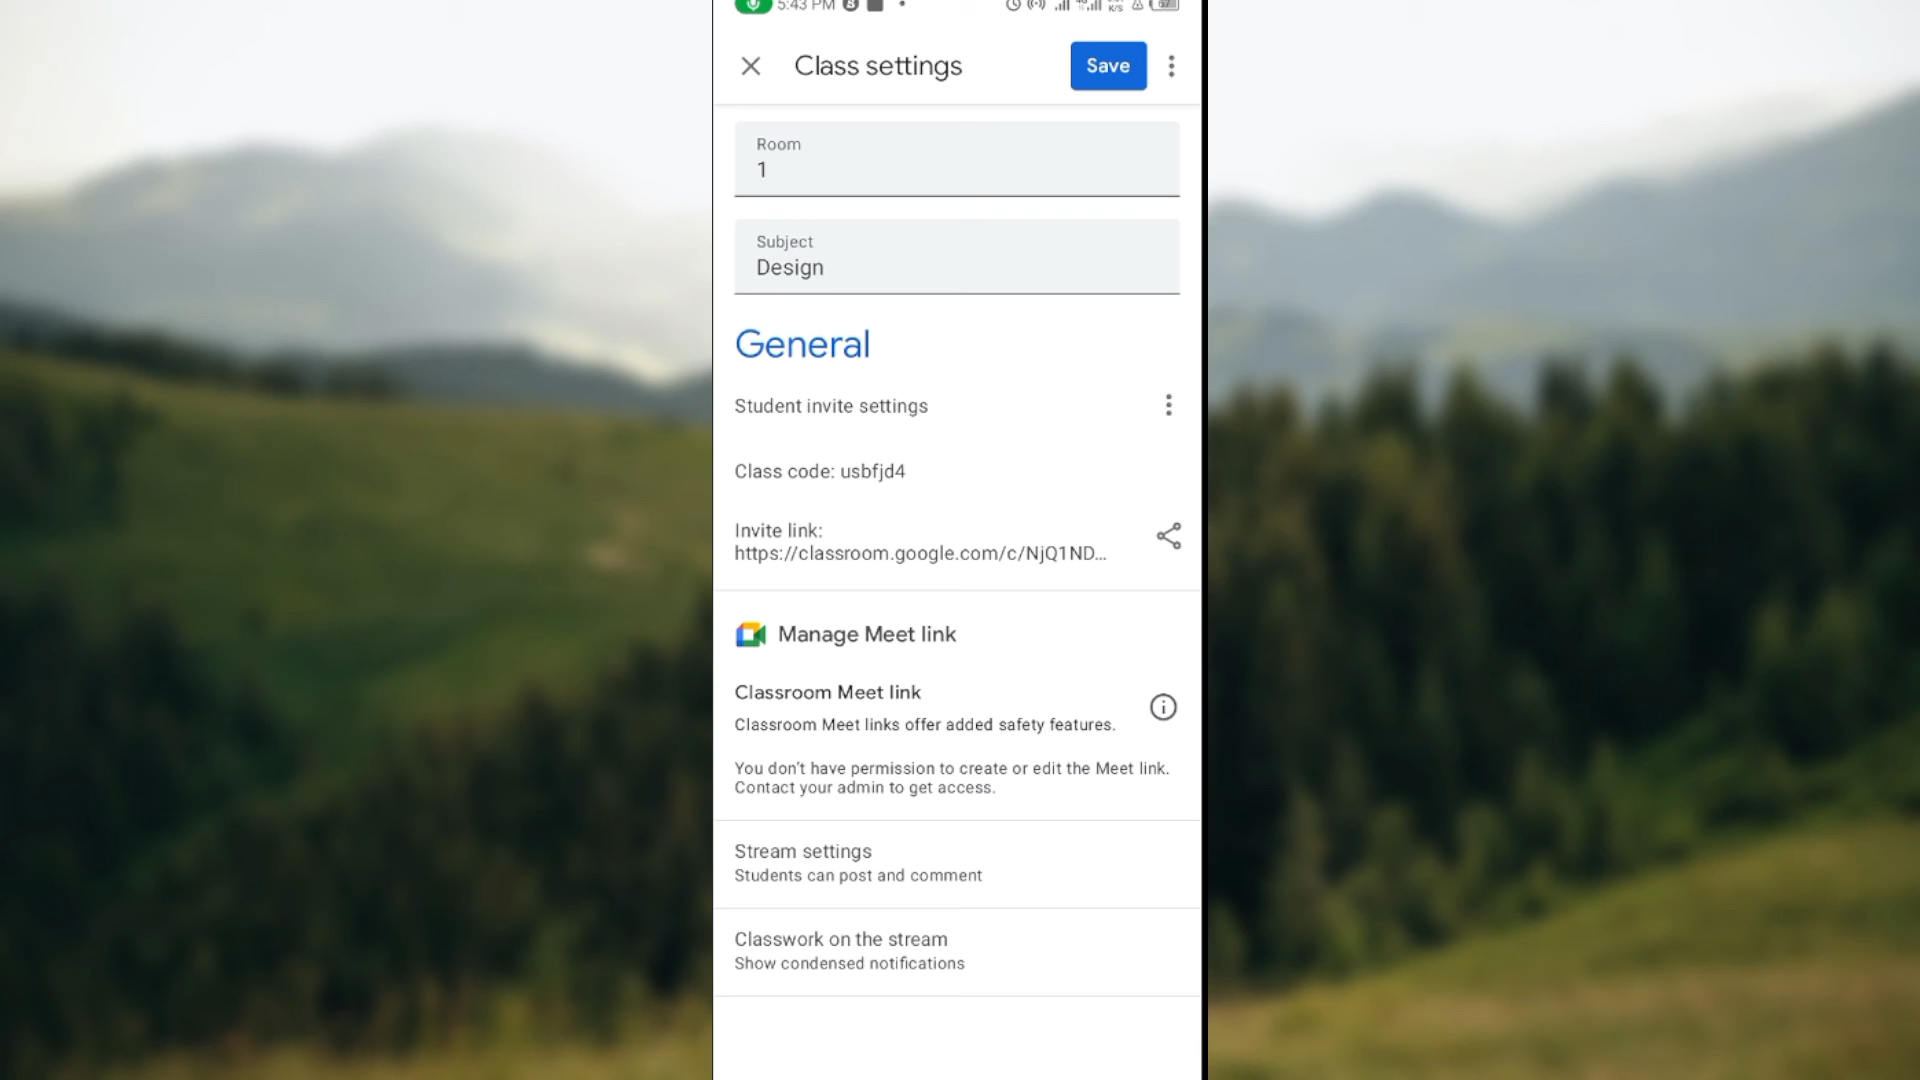 5:43 PM
Class settings
Save
Room
1
Subject
Design
General
Student invite settings
Class code: usbfjd4
Invite link:
https://classroom.google.com/c/NjQ1ND...
Manage Meet link
Classroom Meet link
Classroom Meet links offer added safety features.
You don't have permission to create or edit the Meet link.
Contact your admin to get access.
Stream settings
Students can post and comment
Classwork on the stream
Show condensed notifications